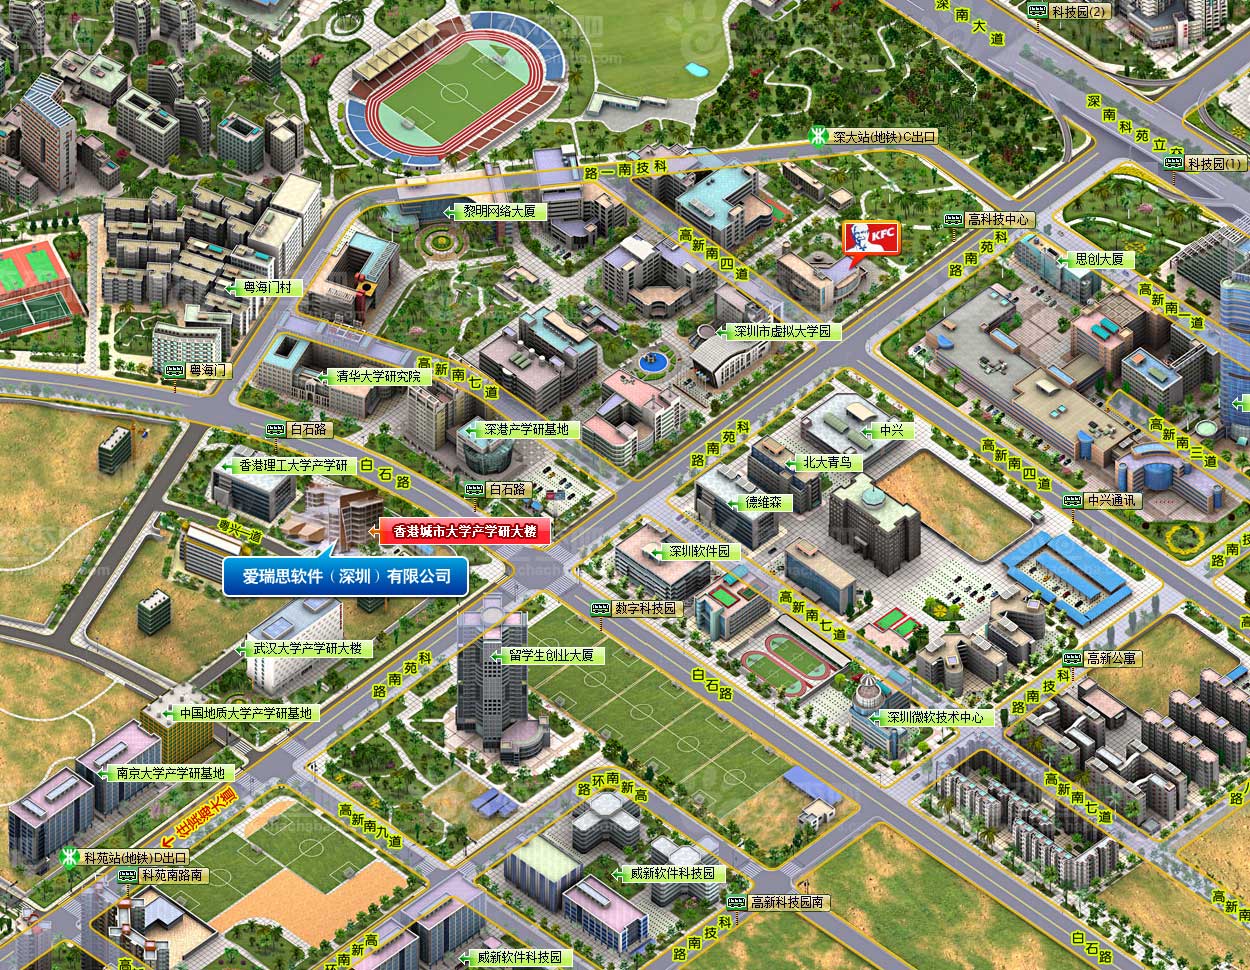 科技园(2)
深南大道
深南科苑立交
科技园(1)
深大站(地铁)C出口
科技南一路
黎明网络大厦
高科技中心
科苑南路
KFC
高新南四道
思创大厦
高新南一道
粤海门村
深圳市虚拟大学园
粤海门
清华大学研究院
高新南七道
白石路
深港产学研基地
中兴
科苑南路
高新南四道
高新南三道
香港理工大学产学研
白石路
北大青鸟
白石路
德维森
中兴通讯
粤兴一道
香港城市大学产学研大楼
深圳软件园
爱瑞思软件（深圳）有限公司
高新南七道
数字科技园
武汉大学产学研大楼
留学生创业大厦
高新公寓
科苑南路
白石路
科技南路
中国地质大学产学研基地
深圳微软技术中心
南京大学产学研基地
高新南环路
高新南七道
往滨海大道
高新南九道
科苑站(地铁)D出口
科苑南路南
威新软件科技园
高新科技园南
科技南路
白石路
威新软件科技园